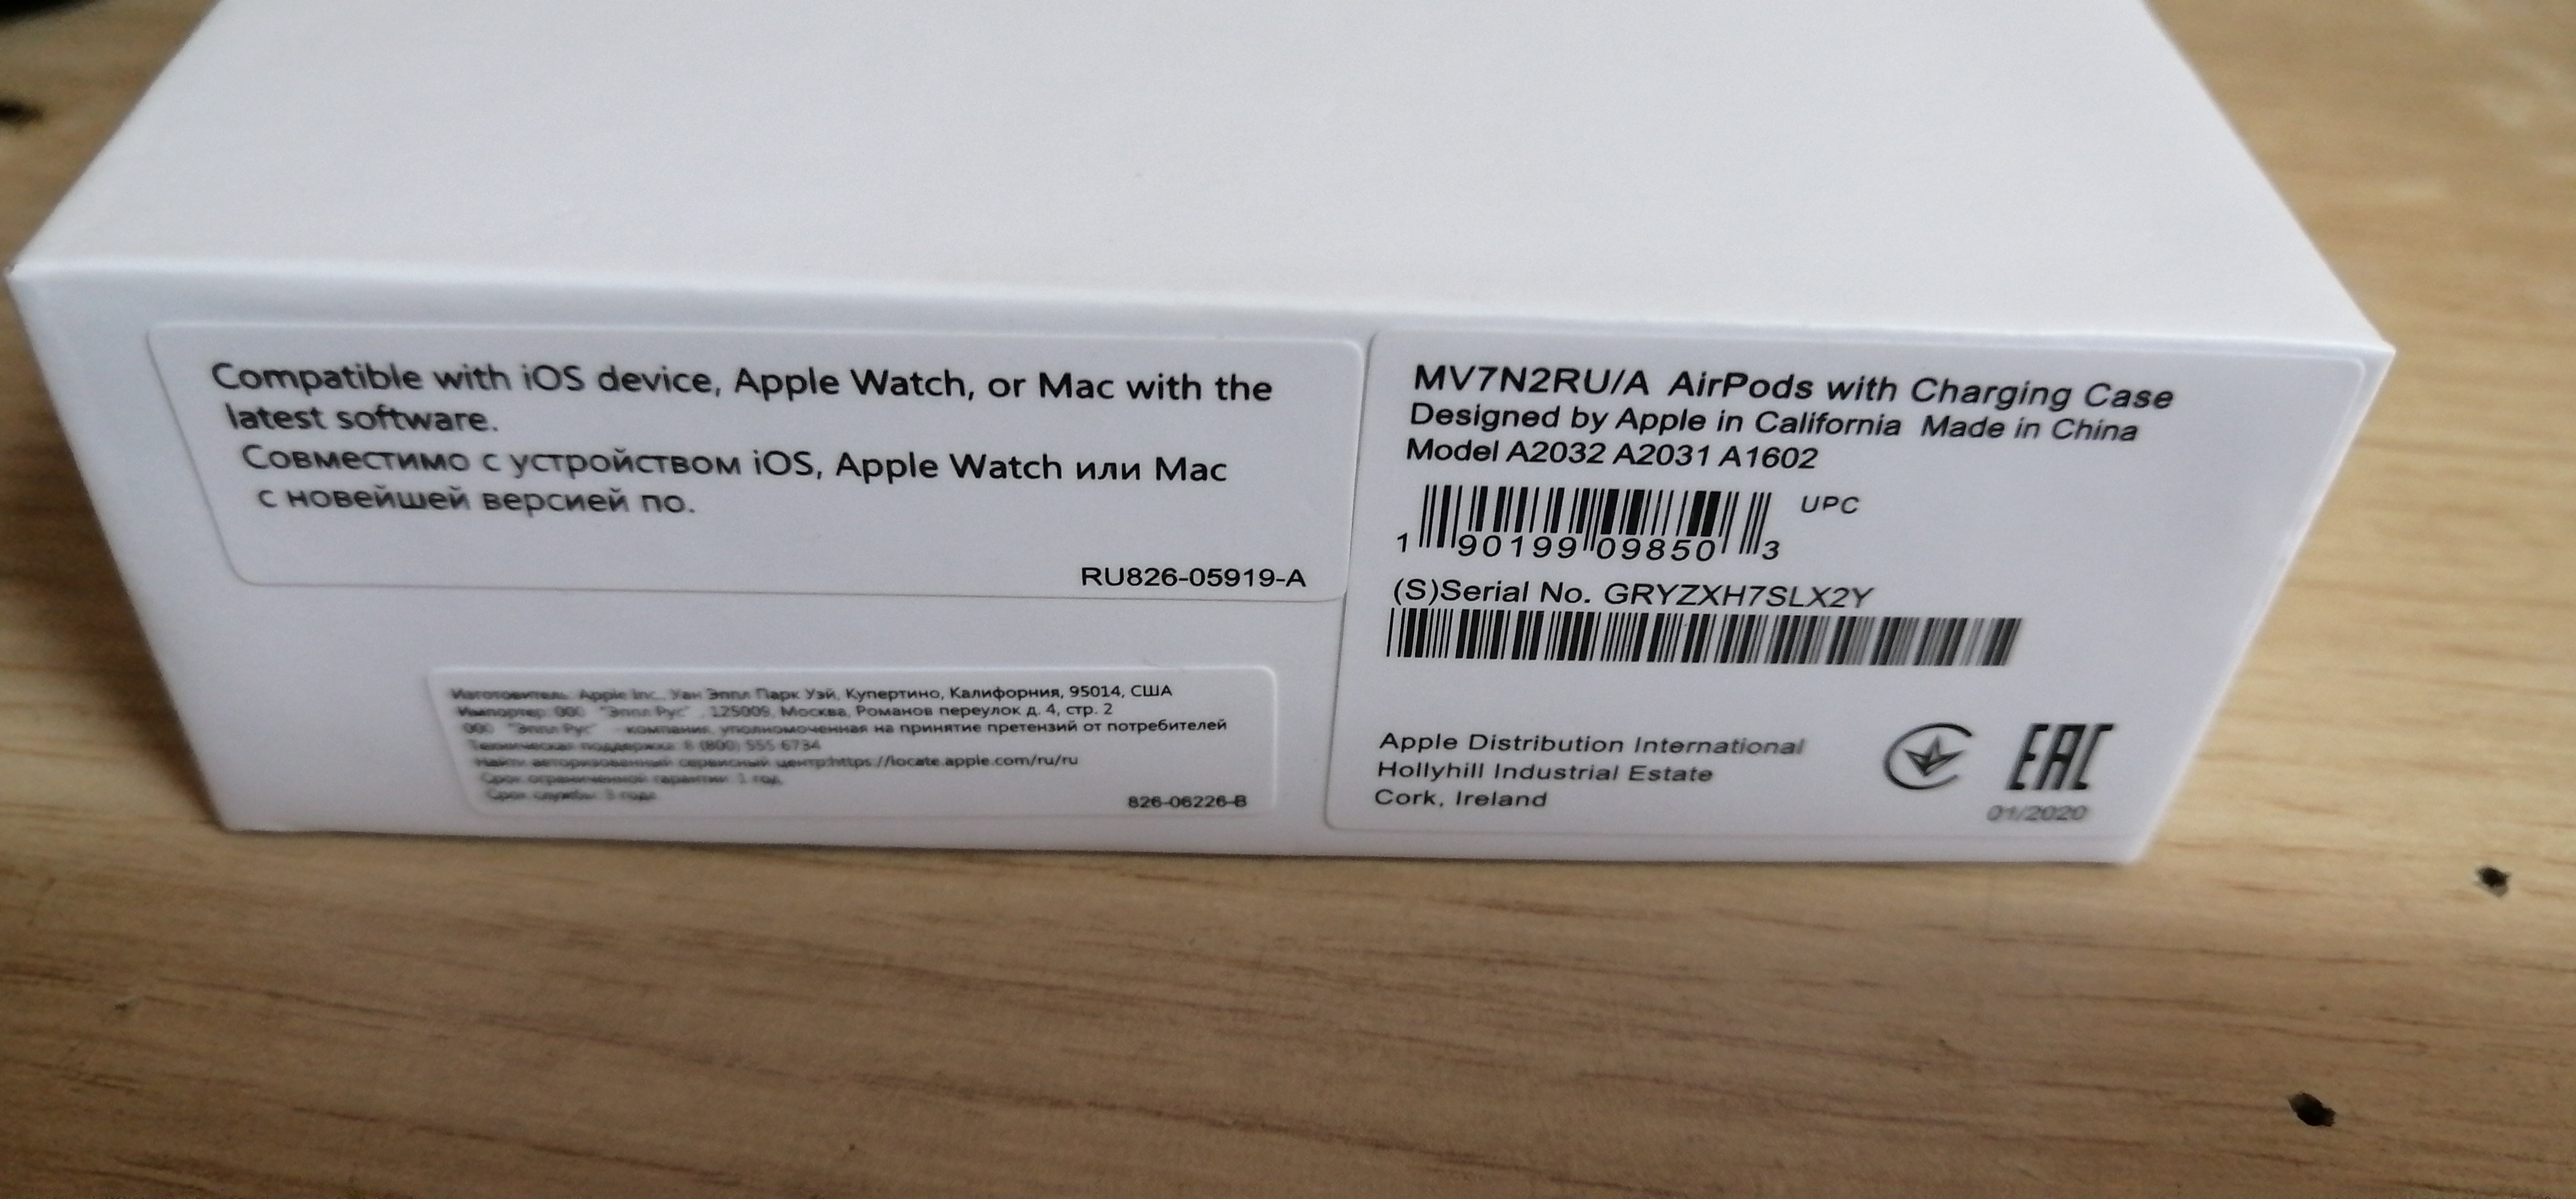 Compatible with iOS device, Apple Watch, or Mac with the
latest software.
Совместимо с устройством iOS, Apple Watch или Mac
с новейшей версией по.
RU826-05919-A
Изготовитель: Apple Inc., Уан Эппл Парк Уэй, Купертино, Калифорния, 95014, США
Импортер: ООО "Эппл Рус", 125009, Москва, Романов переулок д. 4, стр. 2
ООО "Эппл Рус" - компания, уполномоченная на принятие претензий от потребителей
Техническая поддержка: 8 (800) 555 6734
Найти авторизованный сервисный центр:https://locate.apple.com/ru/ru
Срок ограниченной гарантии: 1 год
Срок службы: 3 года
826-06226-B
MV7N2RU/A AirPods with Charging Case
Designed by Apple in California Made in China
Model A2032 A2031 A1602
UPC
1 90199 09850 3
(S)Serial No. GRYZXH7SLX2Y
Apple Distribution International
Hollyhill Industrial Estate
Cork, Ireland
EAC
01/2020